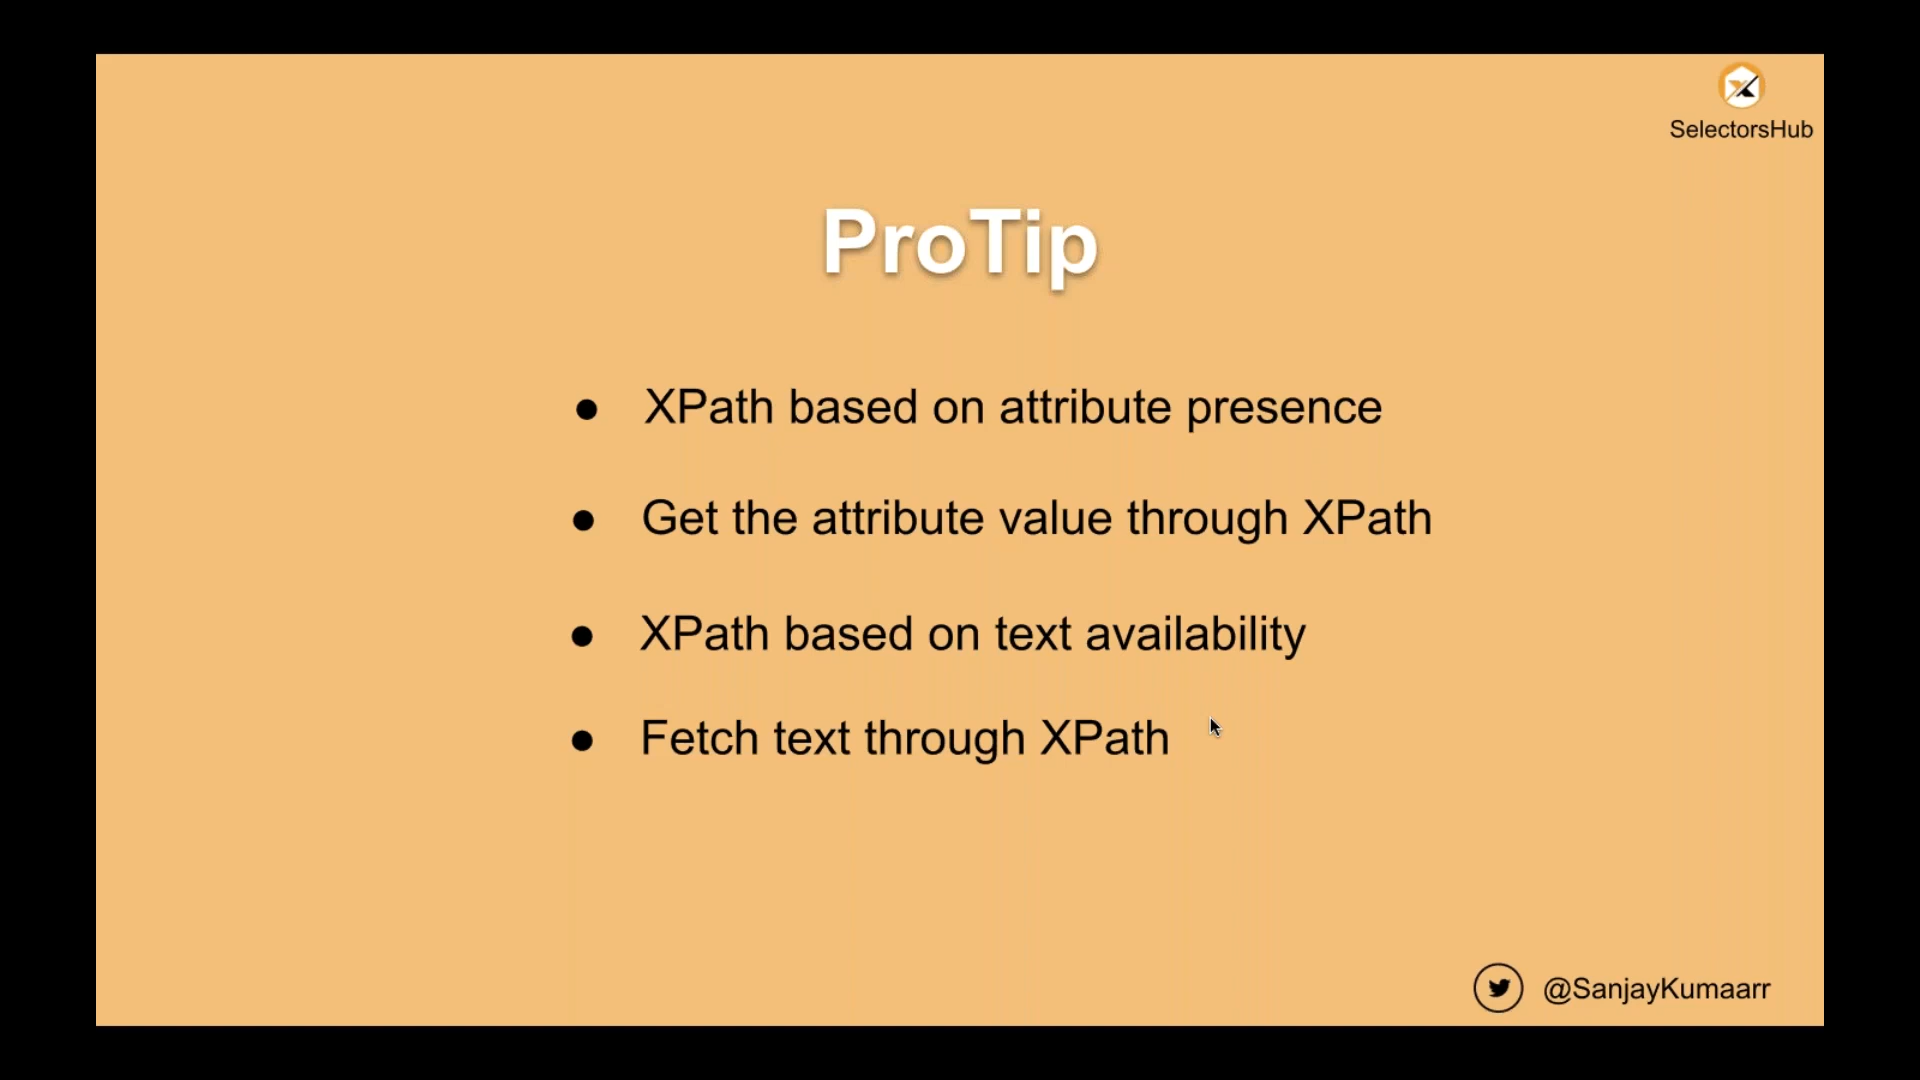 SelectorsHub
ProTip
● XPath based on attribute presence
● Get the attribute value through XPath
● XPath based on text availability
● Fetch text through XPath
@SanjayKumaarr